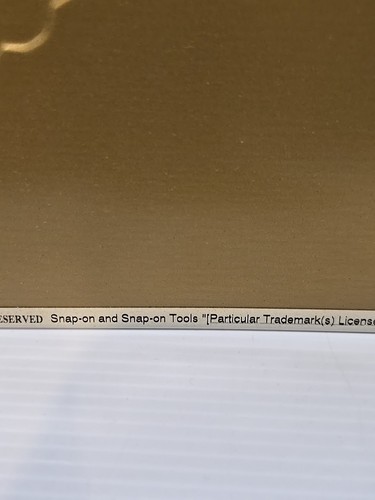 ESERVED Snap-on and Snap-on Tools "[Particular Trademark(s) License